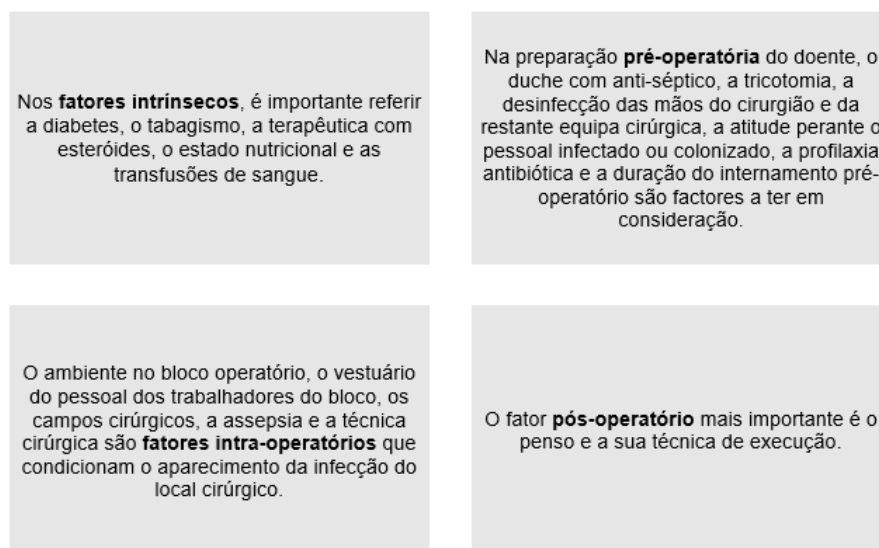 Nos fatores intrínsecos, é importante referir
a diabetes, o tabagismo, a terapêutica com
esteróides, o estado nutricional e as
transfusões de sangue.
Na preparação pré-operatória do doente, o
duche com anti-séptico, a tricotomia, a
desinfecção das mãos do cirurgião e da
restante equipa cirúrgica, a atitude perante o
pessoal infectado ou colonizado, a profilaxia
antibiótica e a duração do internamento pré-
operatório são factores a ter em
consideração.
O ambiente no bloco operatório, o vestuário
do pessoal dos trabalhadores do bloco, os
campos cirúrgicos, a assepsia e a técnica
cirúrgica são fatores intra-operatórios que
condicionam o aparecimento da infecção do
local cirúrgico.
O fator pós-operatório mais importante é o
penso e a sua técnica de execução.